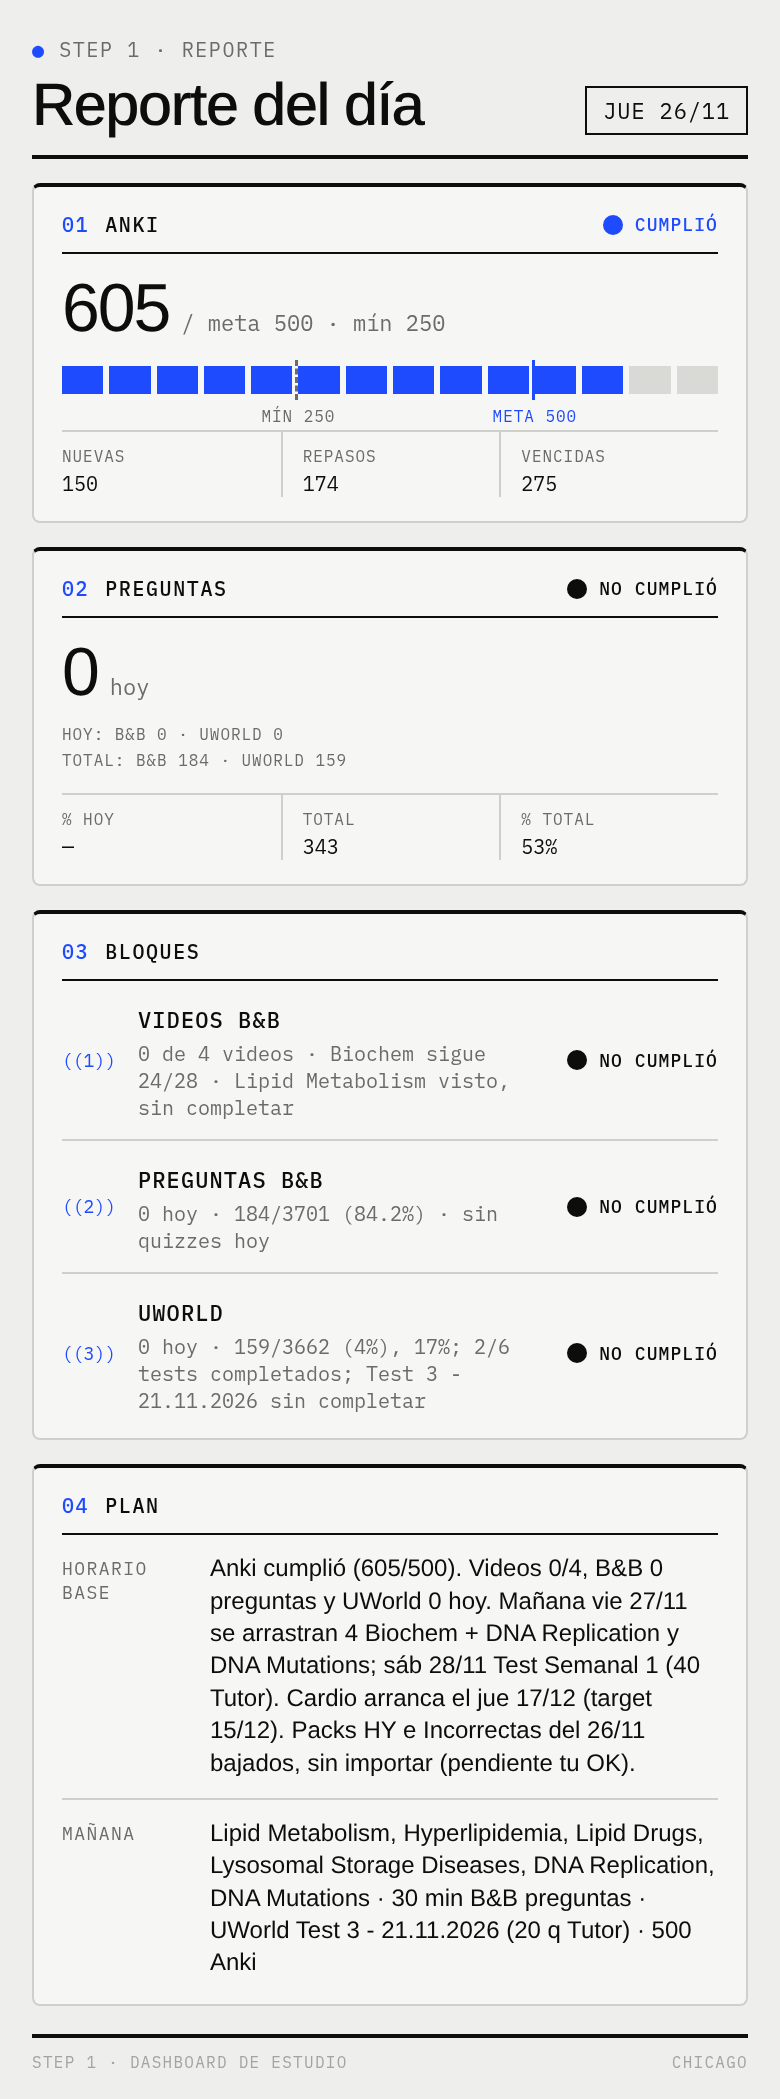 STEP 1 · REPORTE
Reporte del día
JUE 26/11
01 ANKI
CUMPLIÓ
605 / meta 500 · mín 250
MÍN 250
META 500
NUEVAS
150
REPASOS
174
VENCIDAS
275
02 PREGUNTAS
NO CUMPLIÓ
0 hoy
HOY: B&B 0 · UWORLD 0
TOTAL: B&B 184 · UWORLD 159
% HOY
—
TOTAL
343
% TOTAL
53%
03 BLOQUES
((1))
VIDEOS B&B
0 de 4 videos · Biochem sigue
24/28 · Lipid Metabolism visto,
sin completar
NO CUMPLIÓ
((2))
PREGUNTAS B&B
0 hoy · 184/3701 (84.2%) · sin
quizzes hoy
NO CUMPLIÓ
((3))
UWORLD
0 hoy · 159/3662 (4%), 17%; 2/6
tests completados; Test 3 -
21.11.2026 sin completar
NO CUMPLIÓ
04 PLAN
HORARIO
BASE
Anki cumplió (605/500). Videos 0/4, B&B 0
preguntas y UWorld 0 hoy. Mañana vie 27/11
se arrastran 4 Biochem + DNA Replication y
DNA Mutations; sáb 28/11 Test Semanal 1 (40
Tutor). Cardio arranca el jue 17/12 (target
15/12). Packs HY e Incorrectas del 26/11
bajados, sin importar (pendiente tu OK).
MAÑANA
Lipid Metabolism, Hyperlipidemia, Lipid Drugs,
Lysosomal Storage Diseases, DNA Replication,
DNA Mutations · 30 min B&B preguntas ·
UWorld Test 3 - 21.11.2026 (20 q Tutor) · 500
Anki
STEP 1 · DASHBOARD DE ESTUDIO
CHICAGO